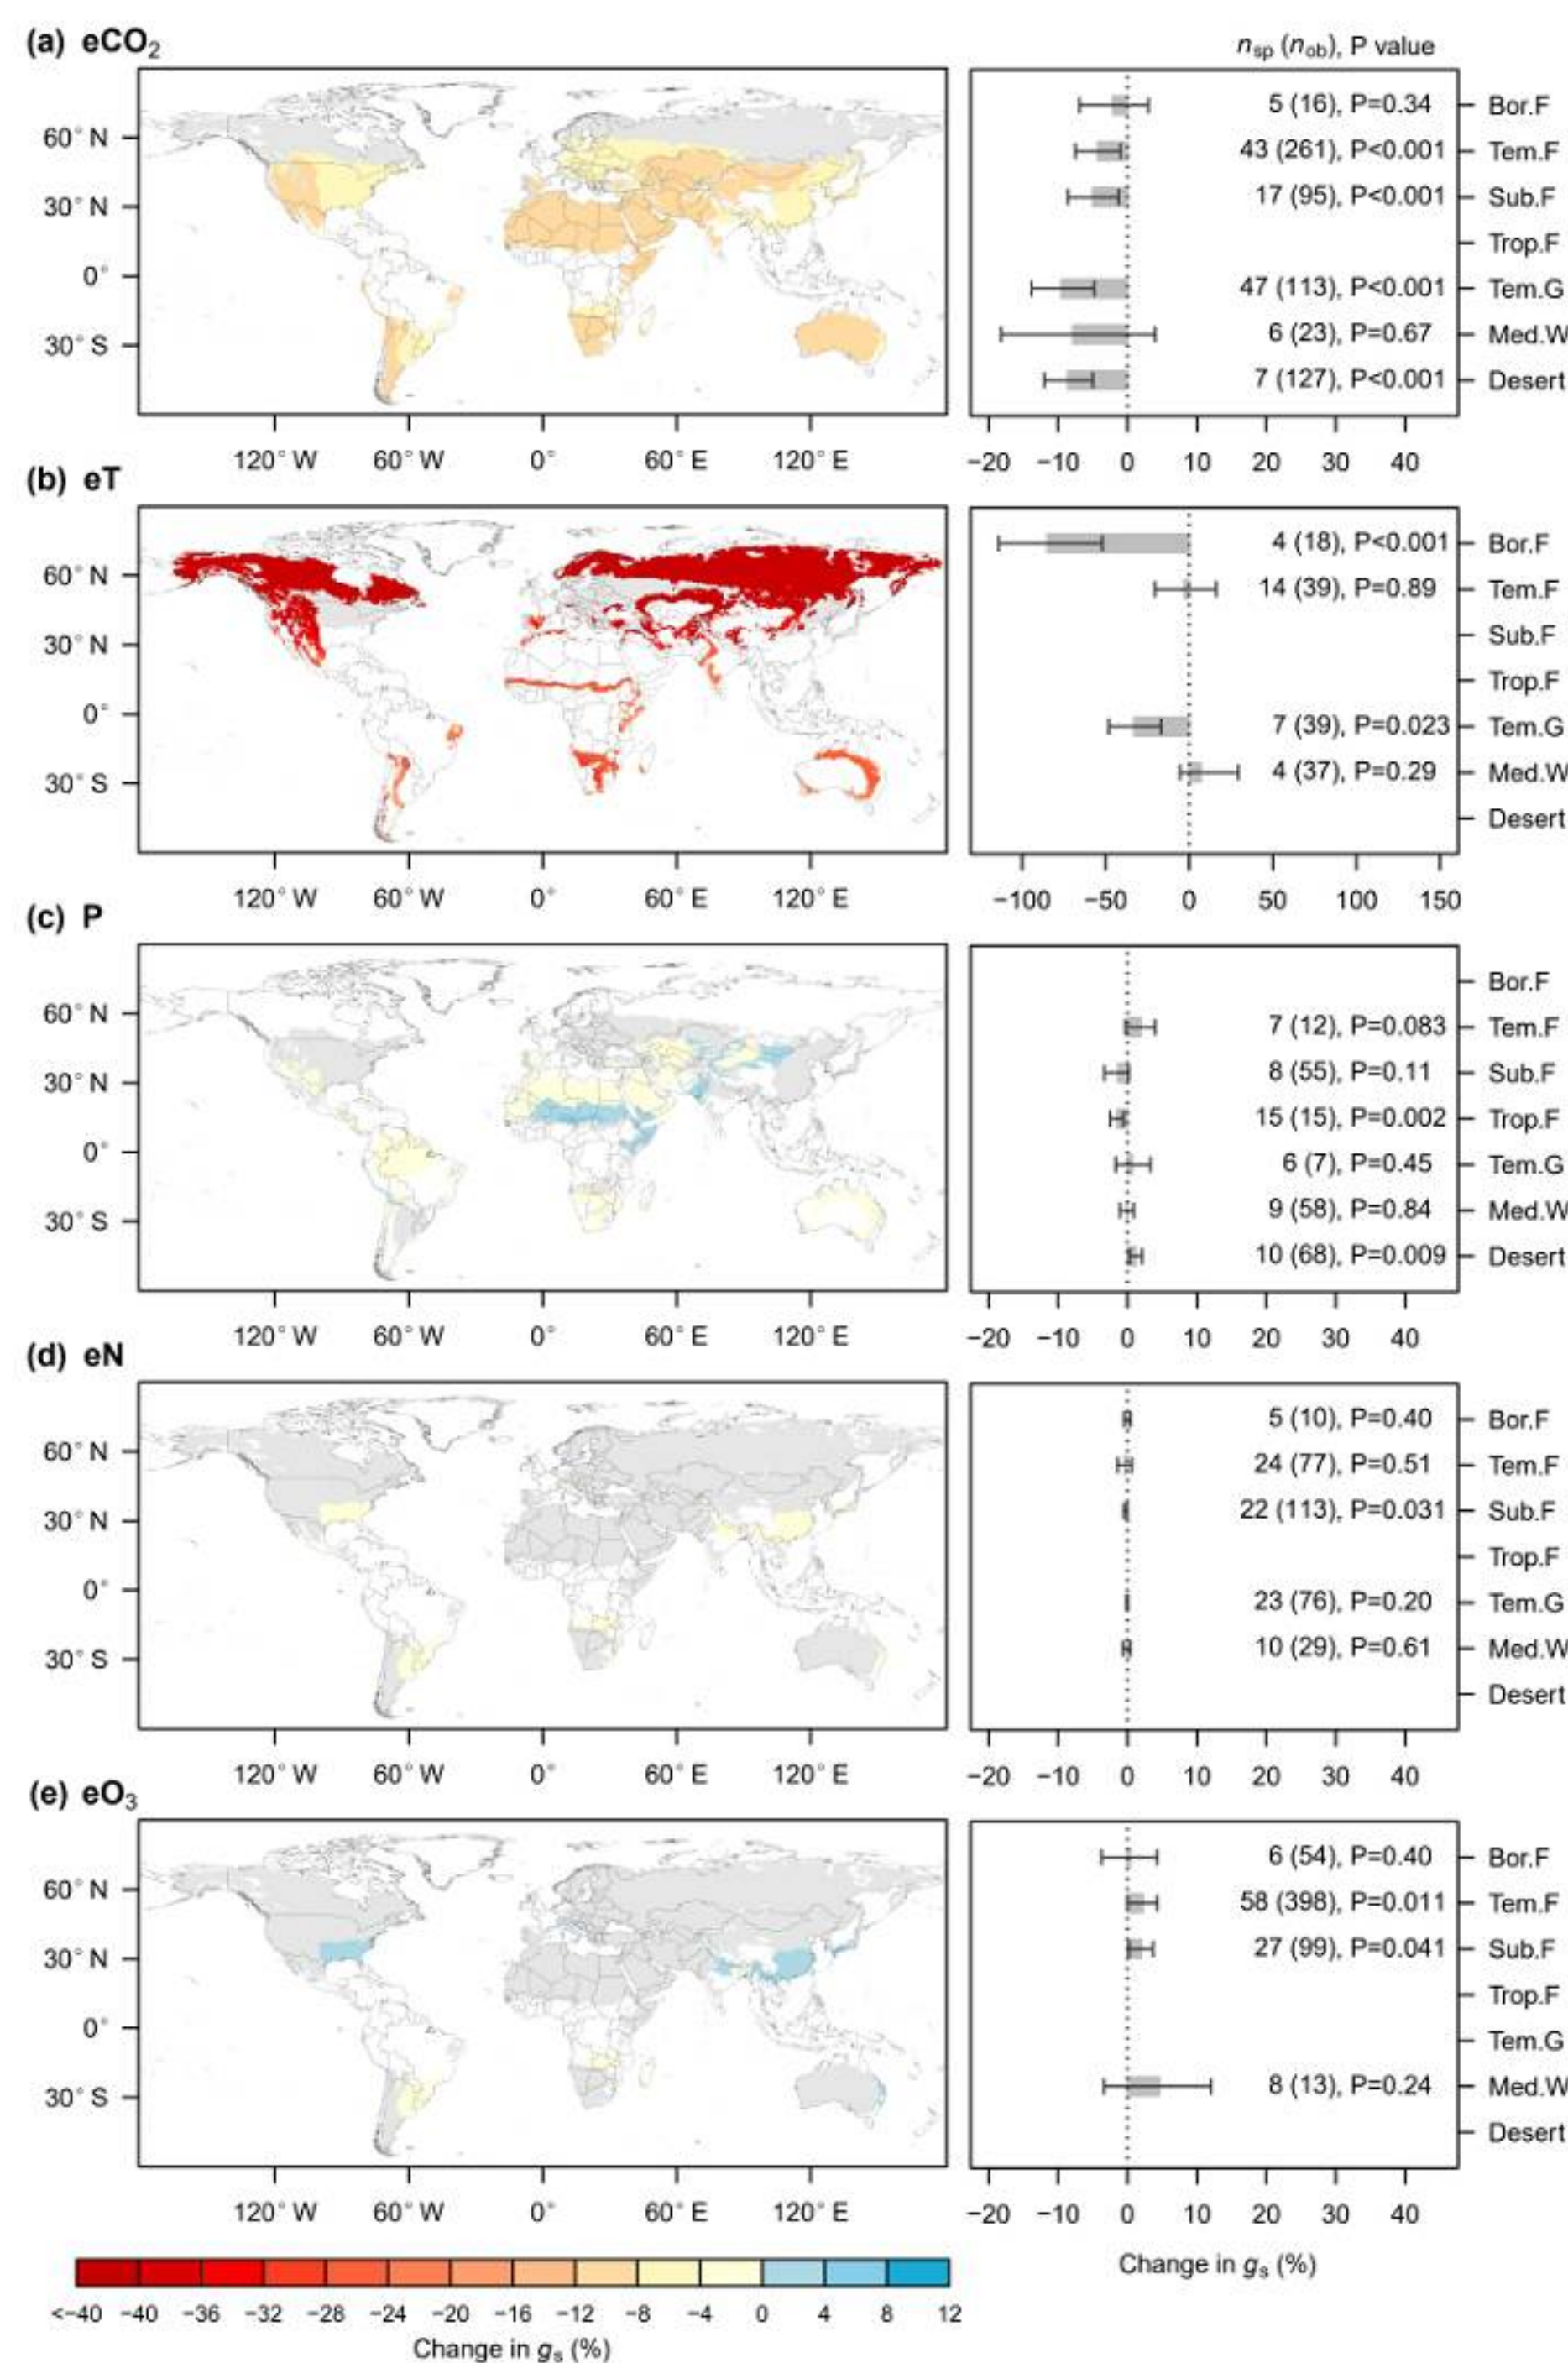 (a) eCO₂
nsp (nob), P value
60°N
30°N
0°
30°S
120°W 60°W 0° 60°E 120°E
5 (16), P=0.34 Bor.F
43 (261), P<0.001 Tem.F
17 (95), P<0.001 Sub.F
Trop.F
47 (113), P<0.001 Tem.G
6 (23), P=0.67 Med.W
7 (127), P<0.001 Desert
−20 −10 0 10 20 30 40
(b) eT
60°N
30°N
0°
30°S
120°W 60°W 0° 60°E 120°E
4 (18), P<0.001 Bor.F
14 (39), P=0.89 Tem.F
Sub.F
Trop.F
7 (39), P=0.023 Tem.G
4 (37), P=0.29 Med.W
Desert
−100 −50 0 50 100 150
(c) P
60°N
30°N
0°
30°S
120°W 60°W 0° 60°E 120°E
Bor.F
7 (12), P=0.083 Tem.F
8 (55), P=0.11 Sub.F
15 (15), P=0.002 Trop.F
6 (7), P=0.45 Tem.G
9 (58), P=0.84 Med.W
10 (68), P=0.009 Desert
−20 −10 0 10 20 30 40
(d) eN
60°N
30°N
0°
30°S
120°W 60°W 0° 60°E 120°E
5 (10), P=0.40 Bor.F
24 (77), P=0.51 Tem.F
22 (113), P=0.031 Sub.F
Trop.F
23 (76), P=0.20 Tem.G
10 (29), P=0.61 Med.W
Desert
−20 −10 0 10 20 30 40
(e) eO₃
60°N
30°N
0°
30°S
120°W 60°W 0° 60°E 120°E
6 (54), P=0.40 Bor.F
58 (398), P=0.011 Tem.F
27 (99), P=0.041 Sub.F
Trop.F
Tem.G
8 (13), P=0.24 Med.W
Desert
−20 −10 0 10 20 30 40
Change in gs (%)
<−40 −40 −36 −32 −28 −24 −20 −16 −12 −8 −4 0 4 8 12
Change in gs (%)